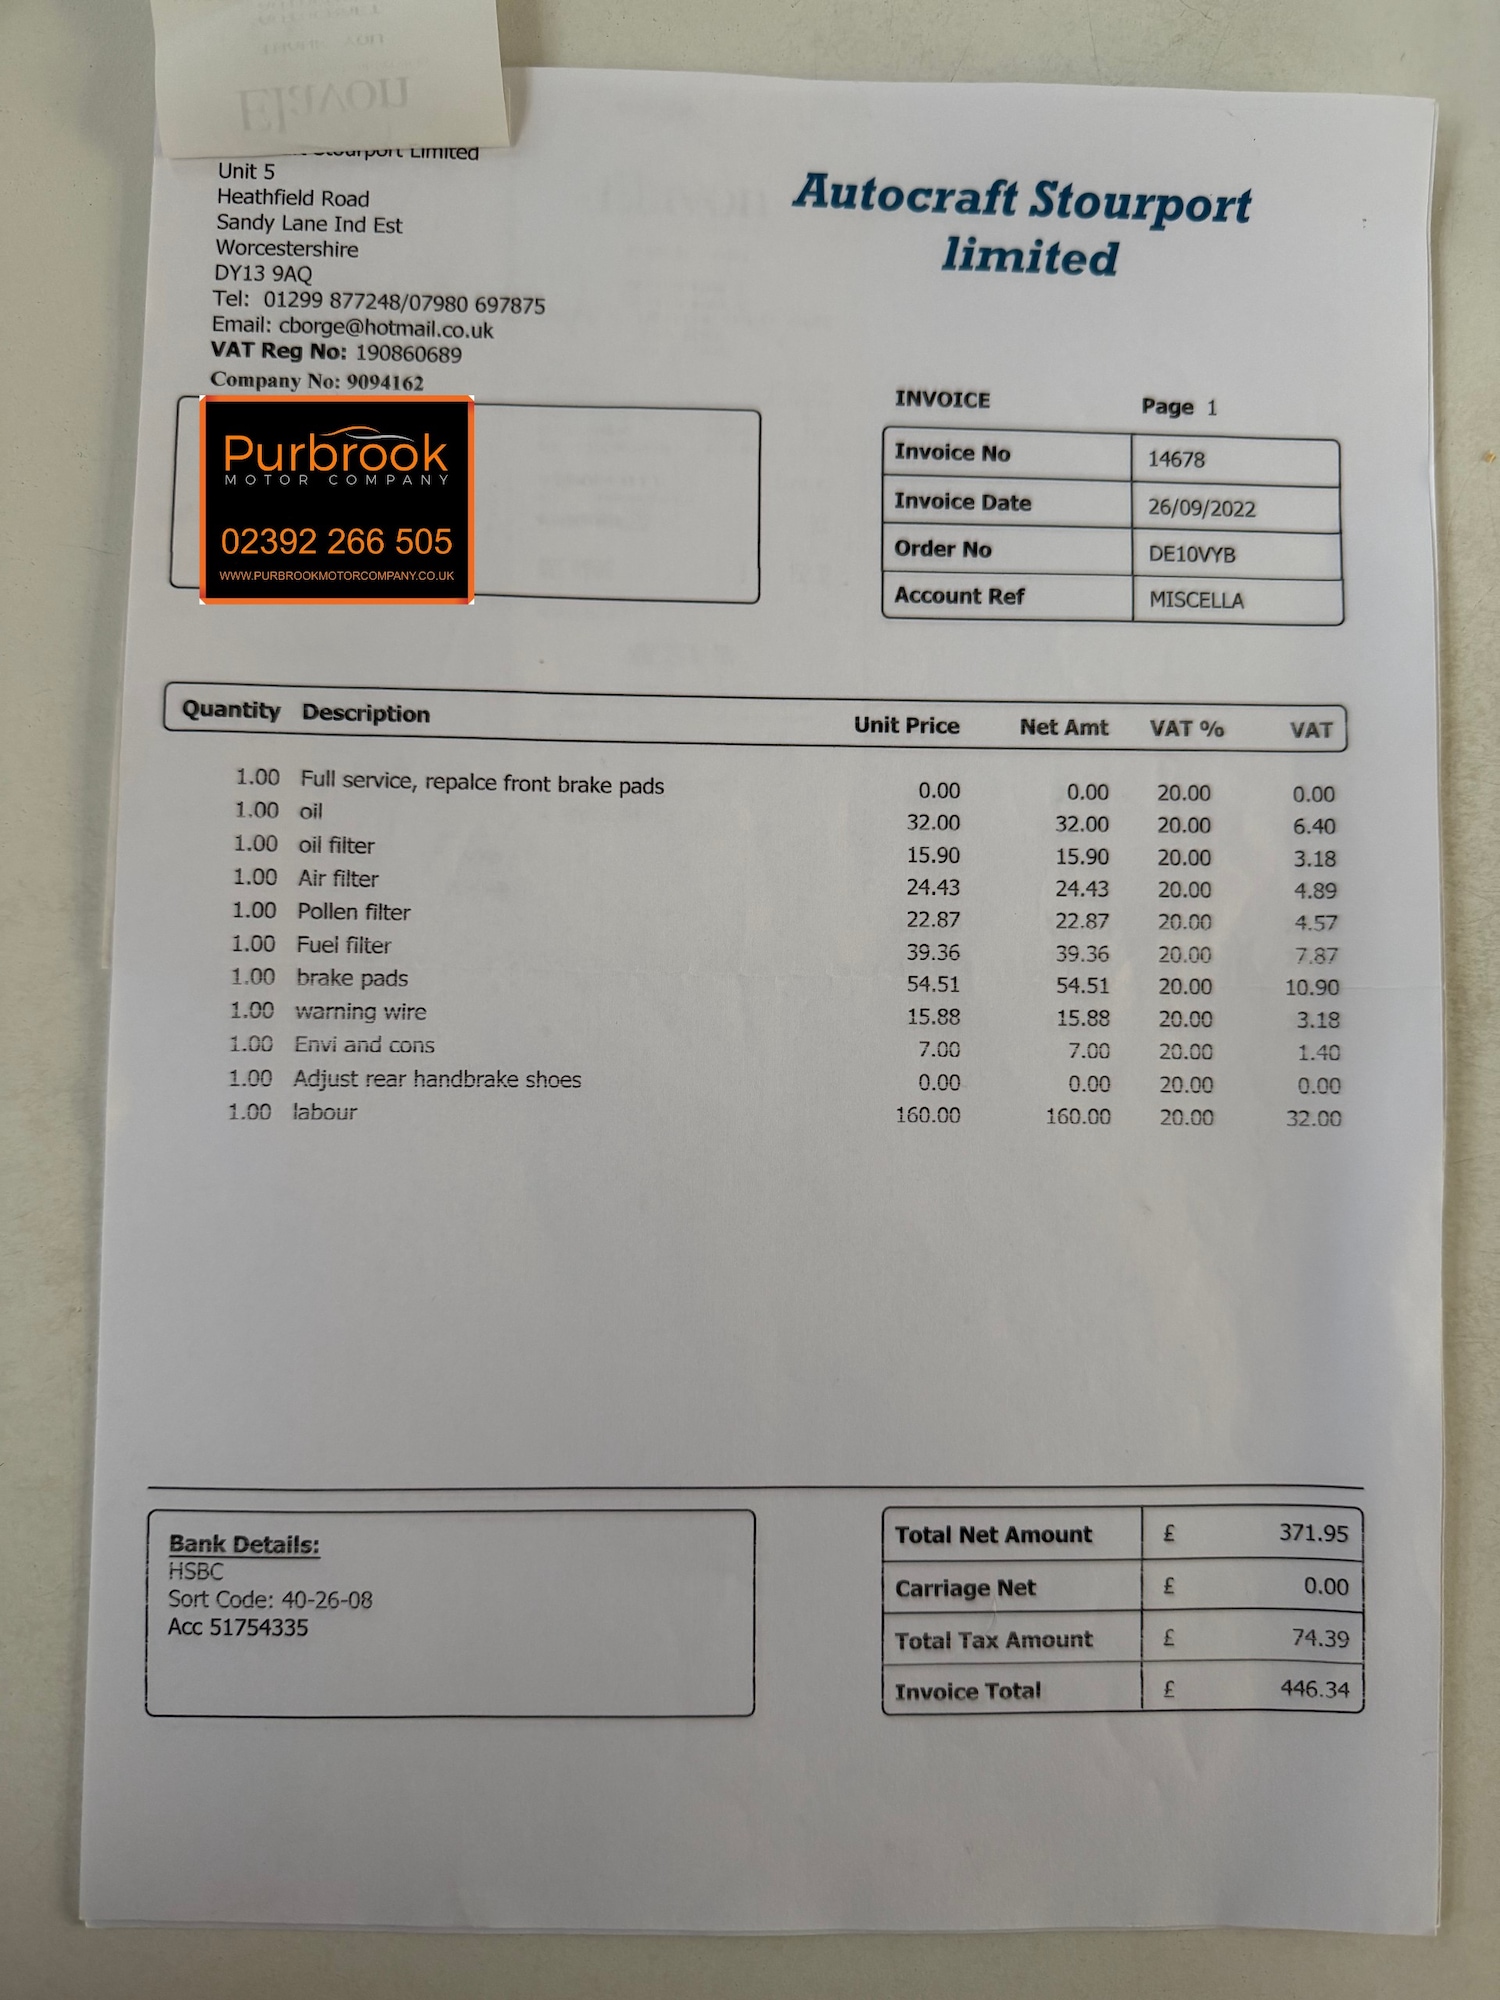 Elavon
Stourport Limited
Unit 5
Heathfield Road
Sandy Lane Ind Est
Worcestershire
DY13 9AQ
Tel: 01299 877248/07980 697875
Email: cborge@hotmail.co.uk
VAT Reg No: 190860689
Company No: 9094162
Autocraft Stourport
limited
Purbrook
MOTOR COMPANY
02392 266 505
WWW.PURBROOKMOTORCOMPANY.CO.UK
INVOICE Page 1
Invoice No 14678
Invoice Date 26/09/2022
Order No DE10VYB
Account Ref MISCELLA
Quantity Description Unit Price Net Amt VAT % VAT
1.00 Full service, repalce front brake pads 0.00 0.00 20.00 0.00
1.00 oil 32.00 32.00 20.00 6.40
1.00 oil filter 15.90 15.90 20.00 3.18
1.00 Air filter 24.43 24.43 20.00 4.89
1.00 Pollen filter 22.87 22.87 20.00 4.57
1.00 Fuel filter 39.36 39.36 20.00 7.87
1.00 brake pads 54.51 54.51 20.00 10.90
1.00 warning wire 15.88 15.88 20.00 3.18
1.00 Envi and cons 7.00 7.00 20.00 1.40
1.00 Adjust rear handbrake shoes 0.00 0.00 20.00 0.00
1.00 labour 160.00 160.00 20.00 32.00
Bank Details:
HSBC
Sort Code: 40-26-08
Acc 51754335
Total Net Amount £ 371.95
Carriage Net £ 0.00
Total Tax Amount £ 74.39
Invoice Total £ 446.34